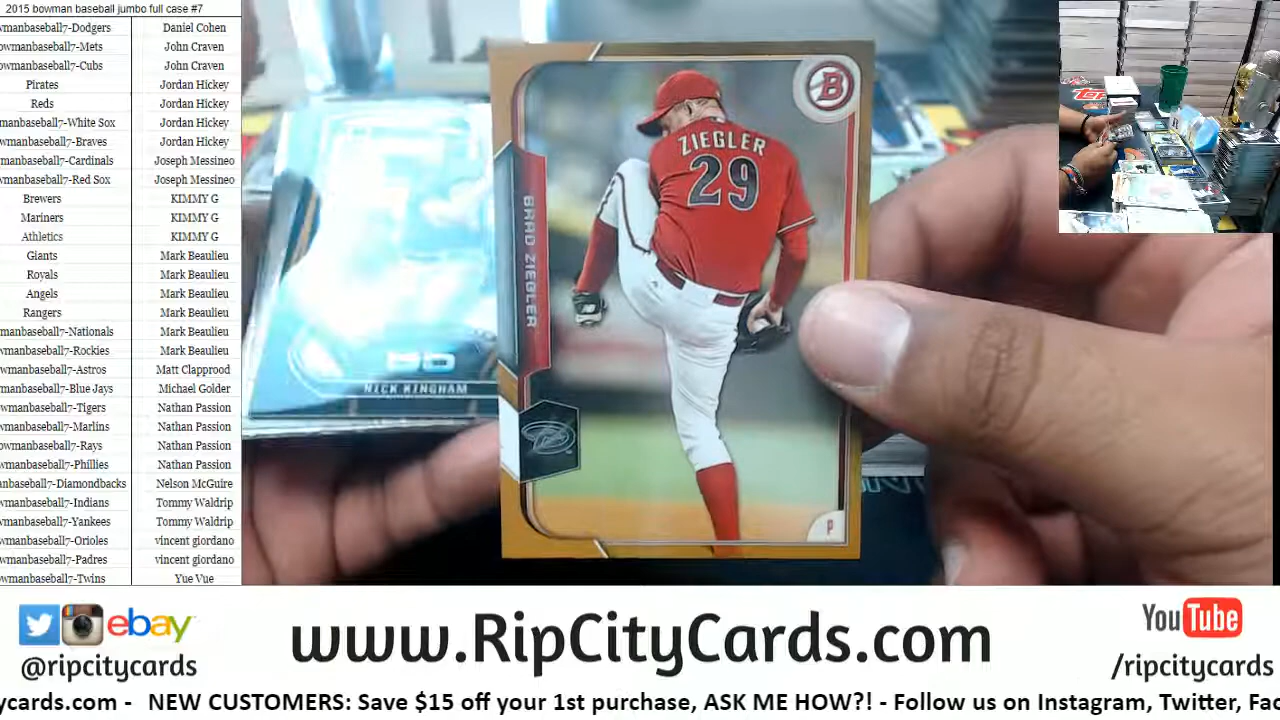 2015 bowman baseball jumbo full case #7
wmanbaseball7-Dodgers Daniel Cohen
owmanbaseball7-Mets John Craven
owmanbaseball7-Cubs John Craven
Pirates Jordan Hickey
Reds Jordan Hickey
manbaseball7-White Sox Jordan Hickey
wmanbaseball7-Braves Jordan Hickey
manbaseball7-Cardinals Joseph Messineo
manbaseball7-Red Sox Joseph Messineo
Brewers KIMMY G
Mariners KIMMY G
Athletics KIMMY G
Giants Mark Beaulieu
Royals Mark Beaulieu
Angels Mark Beaulieu
Rangers Mark Beaulieu
manbaseball7-Nationals Mark Beaulieu
wmanbaseball7-Rockies Mark Beaulieu
wmanbaseball7-Astros Matt Clapprood
manbaseball7-Blue Jays Michael Golder
owmanbaseball7-Tigers Nathan Passion
wmanbaseball7-Marlins Nathan Passion
owmanbaseball7-Rays Nathan Passion
wmanbaseball7-Phillies Nathan Passion
anbaseball7-Diamondbacks Nelson McGuire
wmanbaseball7-Indians Tommy Waldrip
wmanbaseball7-Yankees Tommy Waldrip
wmanbaseball7-Orioles vincent giordano
wmanbaseball7-Padres vincent giordano
wmanbaseball7-Twins Yue Vue
B
ZIEGLER
29
BRAD ZIEGLER
P
NICK KINGHAM
topps
ebay
@ripcitycards
www.RipCityCards.com
YouTube
/ripcitycards
ycards.com - NEW CUSTOMERS: Save $15 off your 1st purchase, ASK ME HOW?! - Follow us on Instagram, Twitter, Fac